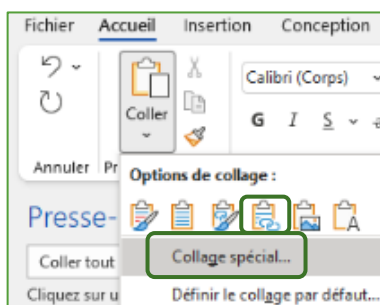 Fichier Accueil Insertion Conception
Calibri (Corps)
Coller
G I S
Annuler Pr
Options de collage :
Presse-
A
Coller tout
Collage spécial...
Cliquez sur u
Définir le collage par défaut...